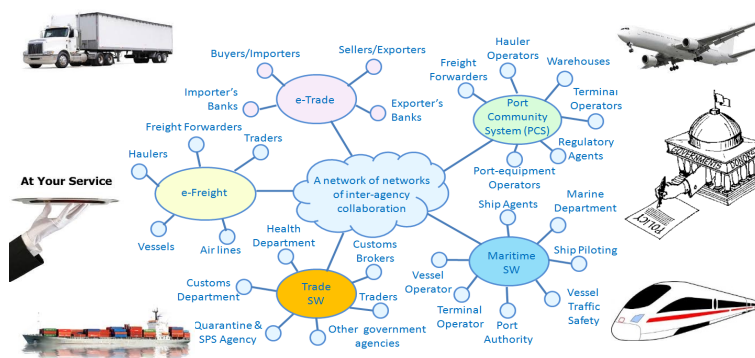 Buyers/Importers
Sellers/Exporters
Importer's
Banks
e-Trade
Exporter's
Banks
Hauler
Operators
Freight
Forwarders
Warehouses
Terminal
Operators
Port
Community
System (PCS)
Regulatory
Agents
Port-equipment
Operators
Freight Forwarders
Traders
Haulers
e-Freight
Vessels
Air lines
At Your Service
A network of networks
of inter-agency
collaboration
Health
Department
Customs
Brokers
Customs
Department
Trade
SW
Traders
Quarantine &
SPS Agency
Other government
agencies
Ship Agents
Marine
Department
Maritime
SW
Ship Piloting
Vessel
Operator
Terminal
Operator
Port
Authority
Vessel
Traffic
Safety
GOVERNMENTS
POLICY